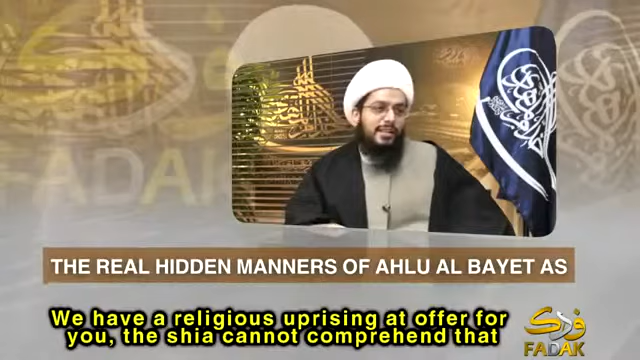 THE REAL HIDDEN MANNERS OF AHLU AL BAYET AS
We have a religious uprising at offer for
you, the shia cannot comprehend that
فدك
FADAK
FADAK